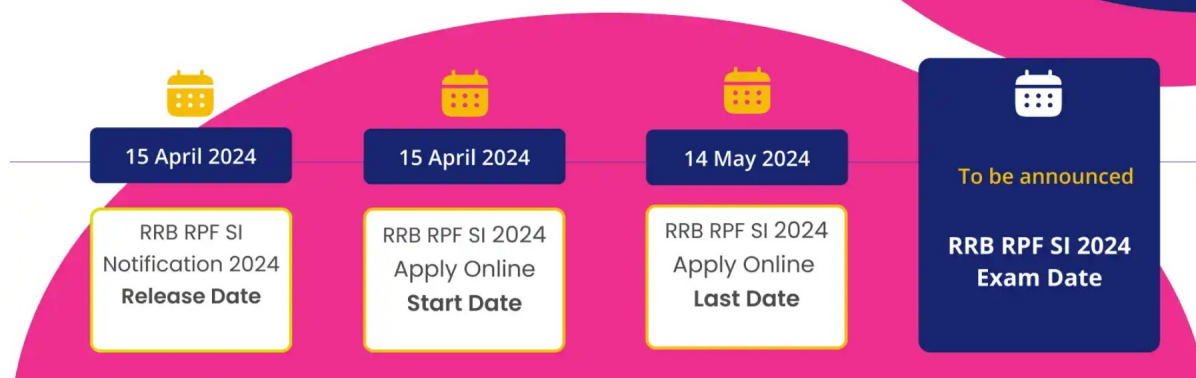 15 April 2024
RRB RPF SI
Notification 2024
Release Date
15 April 2024
RRB RPF SI 2024
Apply Online
Start Date
14 May 2024
RRB RPF SI 2024
Apply Online
Last Date
To be announced
RRB RPF SI 2024
Exam Date